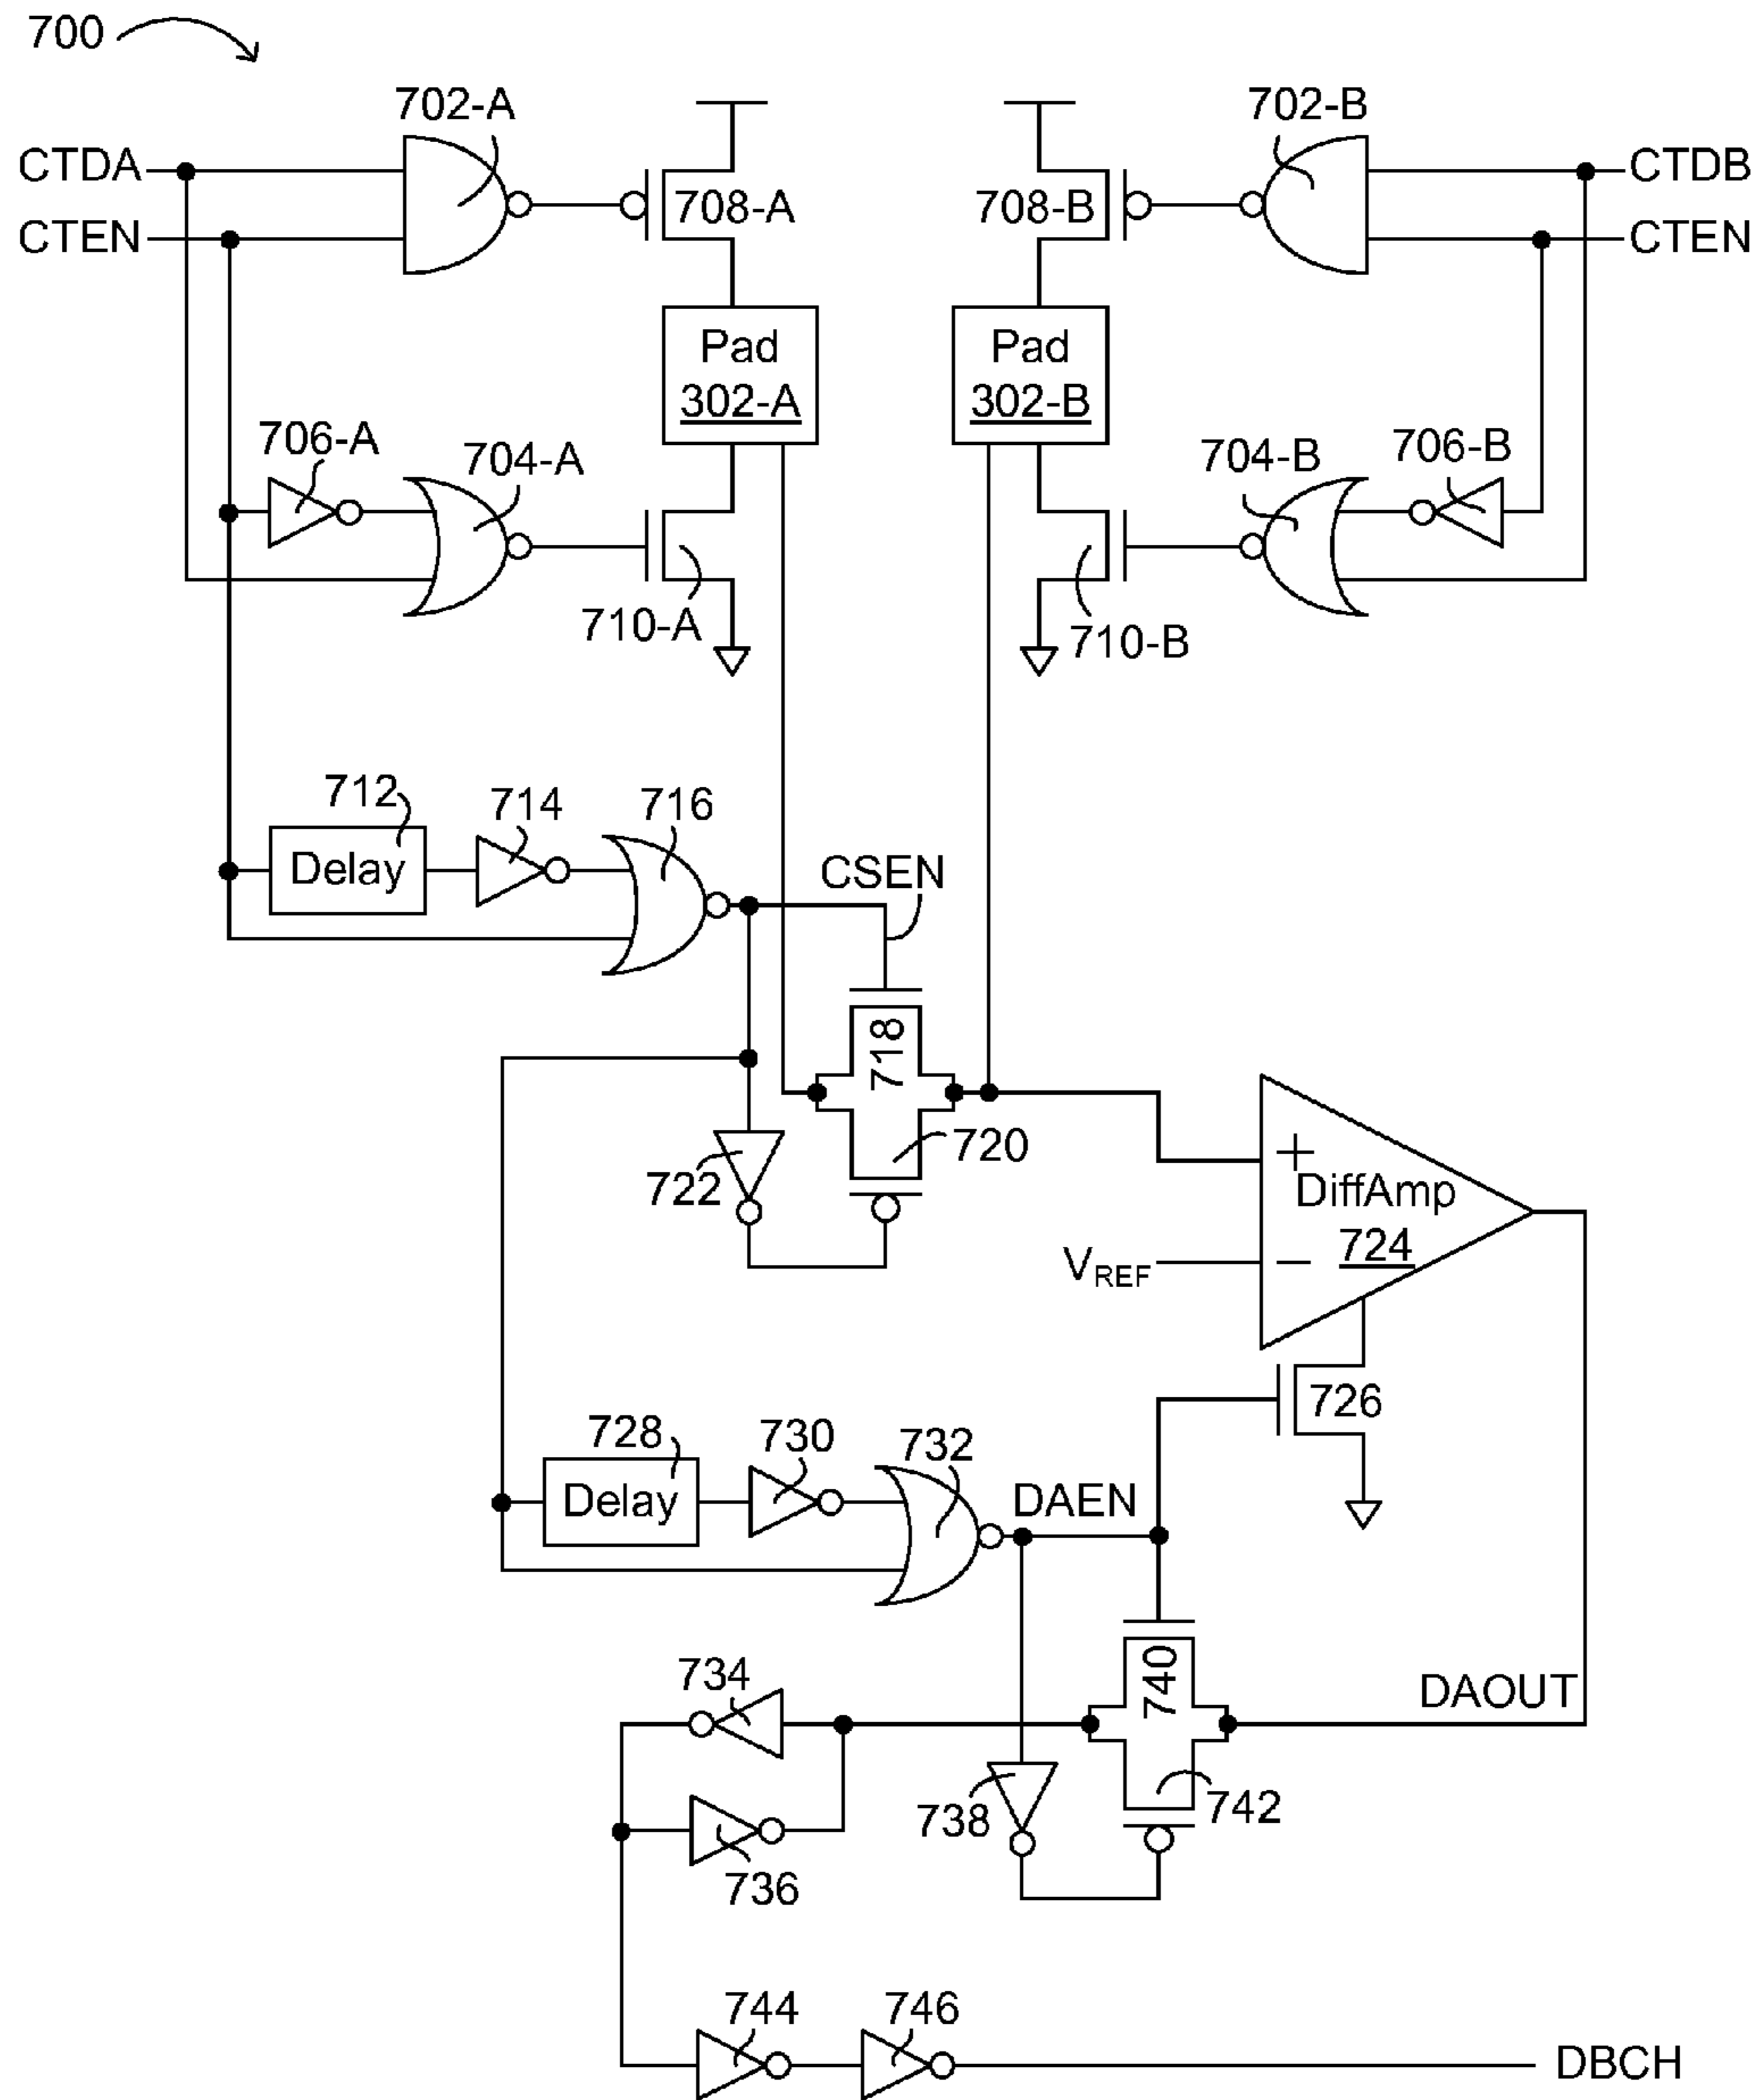 700
702-A
702-B
CTDA
CTDB
708-A
708-B
CTEN
CTEN
Pad
302-A
Pad
302-B
706-A
704-A
704-B
706-B
710-A
710-B
712
714
716
Delay
CSEN
718
720
722
DiffAmp
724
+
−
VREF
726
728
730
732
Delay
DAEN
734
740
DAOUT
736
738
742
744
746
DBCH